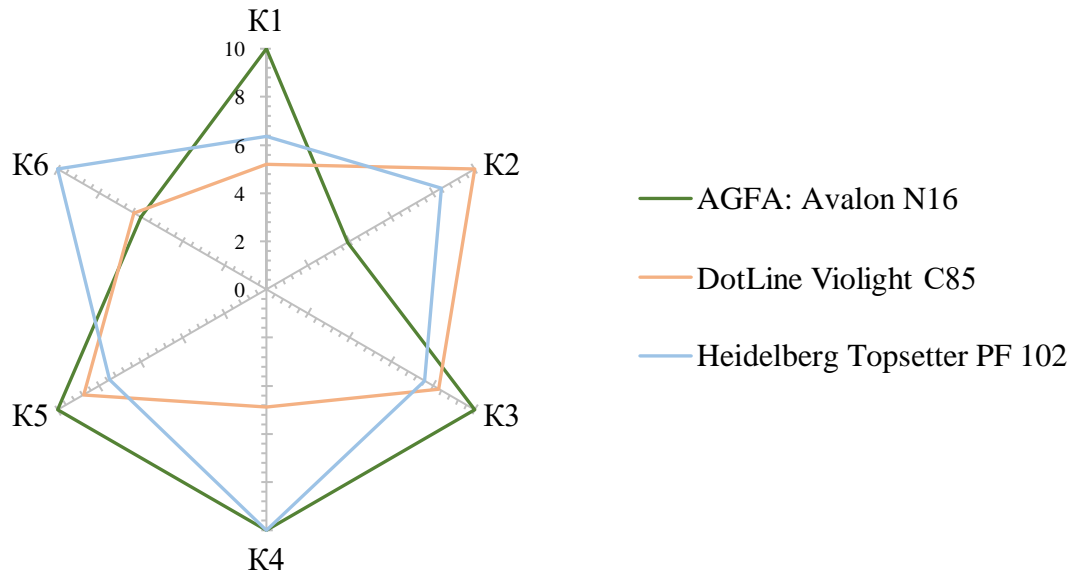 К1
10
8
6
4
2
0
К2
К3
К4
К5
К6
AGFA: Avalon N16
DotLine Violight C85
Heidelberg Topsetter PF 102